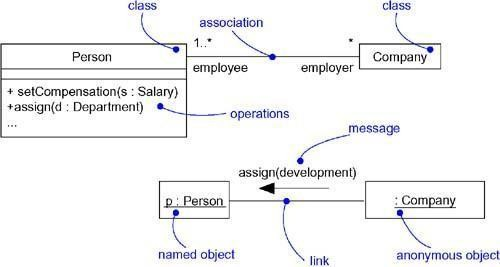 class
class
association
Person
1..*
*
Company
employee
employer
+ setCompensation(s : Salary)
+assign(d : Department)
...
operations
message
assign(development)
p : Person
: Company
named object
link
anonymous object